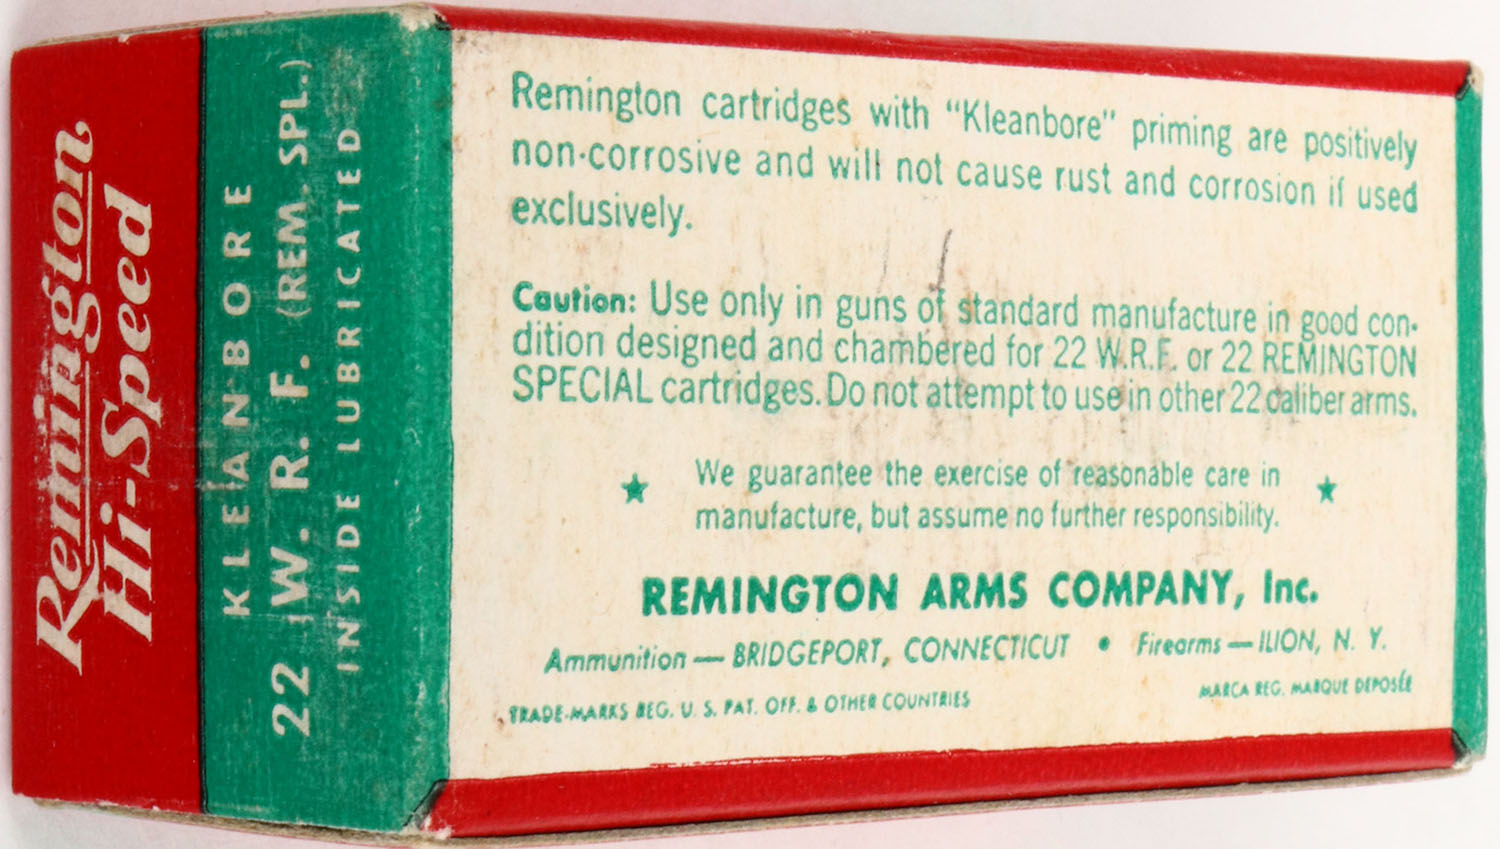 Remington
Hi-Speed
KLEANBORE
22 W. R. F. (REM. SPL.)
INSIDE LUBRICATED
Remington cartridges with "Kleanbore" priming are positively
non-corrosive and will not cause rust and corrosion if used
exclusively.
Caution: Use only in guns of standard manufacture in good con-
dition designed and chambered for 22 W.R.F. or 22 REMINGTON
SPECIAL cartridges. Do not attempt to use in other 22 caliber arms.
★ We guarantee the exercise of reasonable care in ★
manufacture, but assume no further responsibility.
REMINGTON ARMS COMPANY, Inc.
Ammunition — BRIDGEPORT, CONNECTICUT • Firearms — ILION, N. Y.
TRADE-MARKS REG. U. S. PAT. OFF. & OTHER COUNTRIES MARCA REG. MARQUE DEPOSÉE